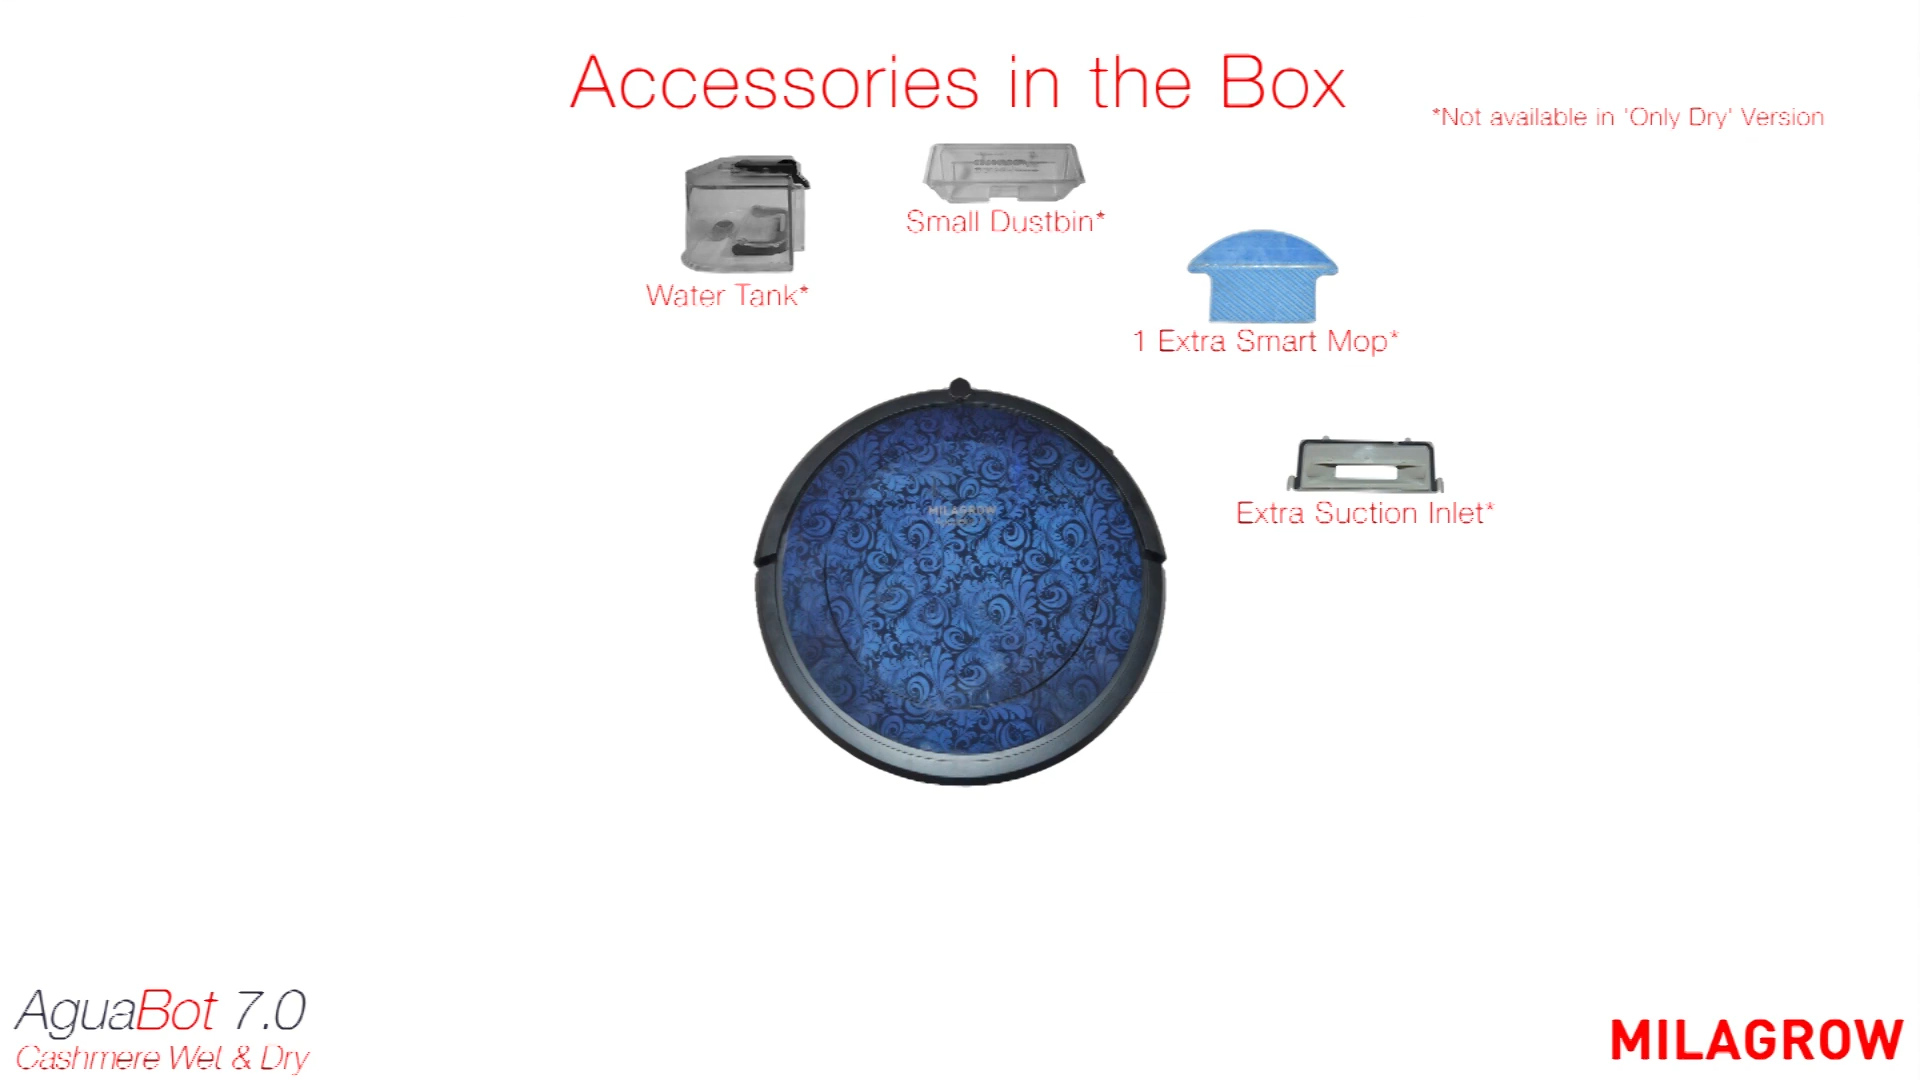 Accessories in the Box
*Not available in 'Only Dry' Version
Small Dustbin*
Water Tank*
1 Extra Smart Mop*
Extra Suction Inlet*
MILAGROW
AguaBot 7.0
Cashmere Wet & Dry
MILAGROW